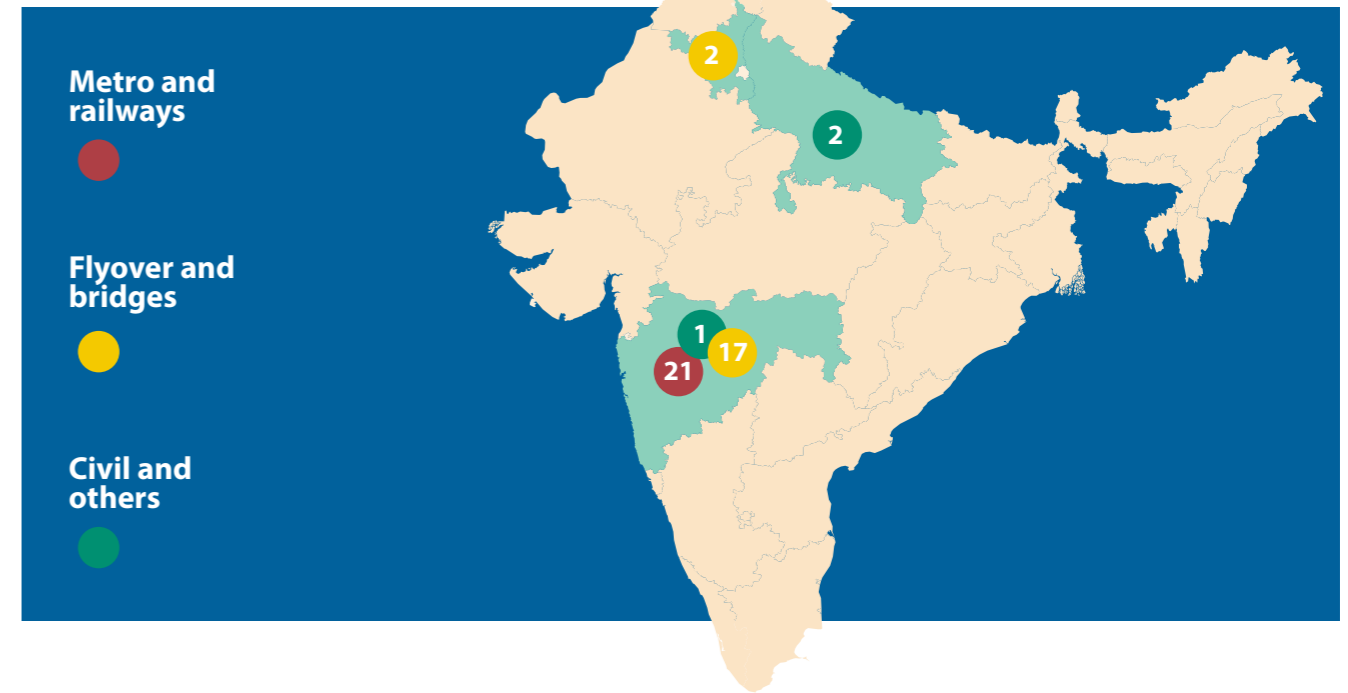 Metro and
railways
Flyover and
bridges
Civil and
others
2
2
1
17
21